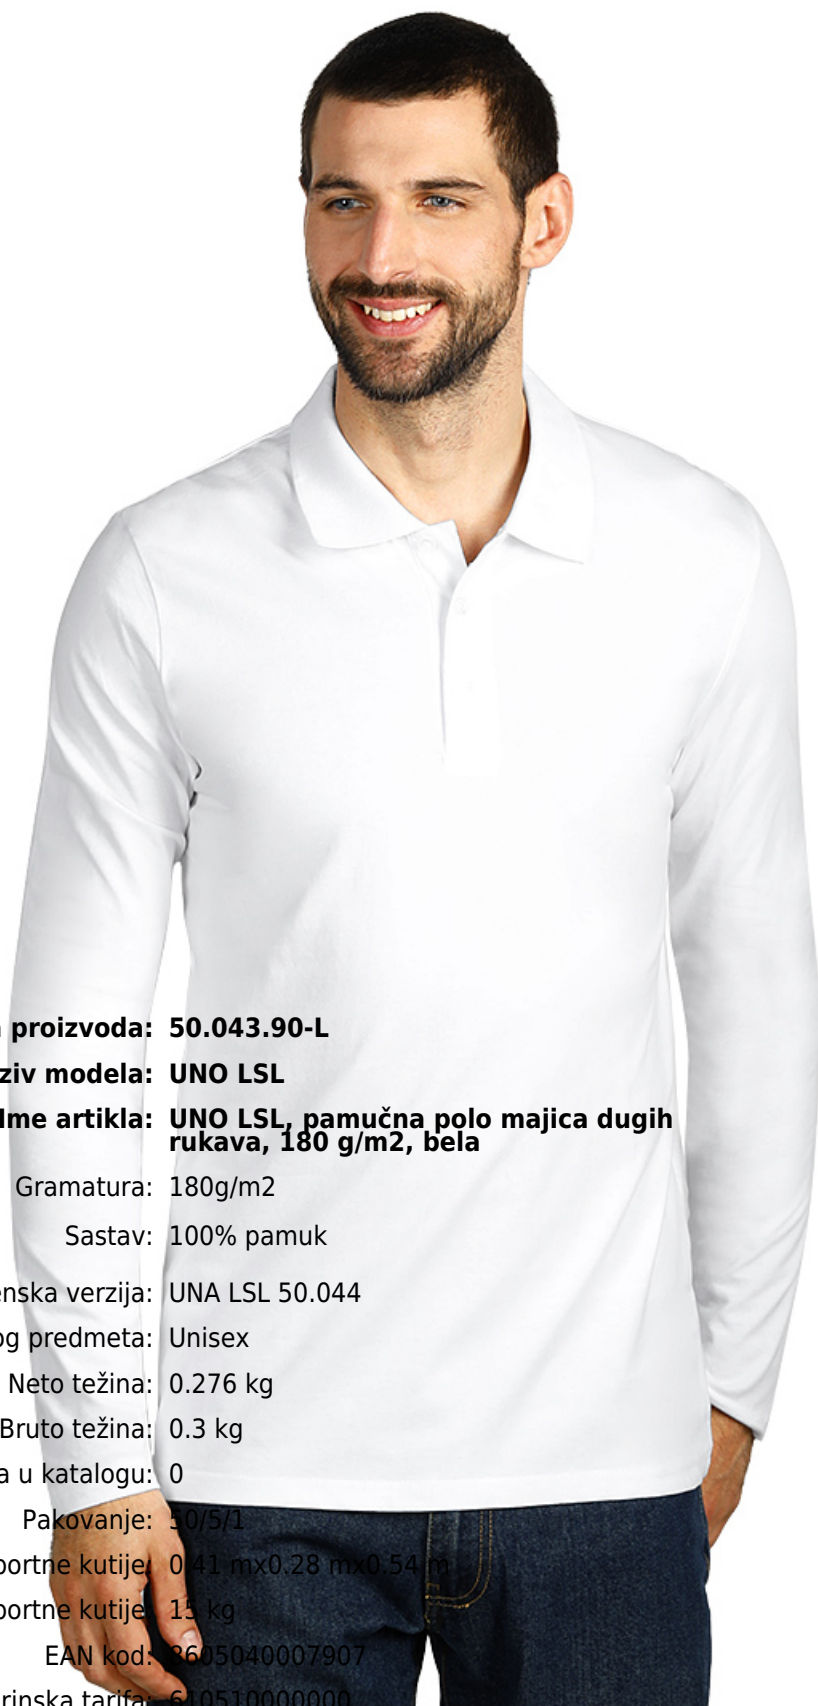 proizvoda: 50.043.90-L
ziv modela: UNO LSL
Ime artikla: UNO LSL, pamučna polo majica dugih
rukava, 180 g/m2, bela
Gramatura: 180g/m2
Sastav: 100% pamuk
enska verzija: UNA LSL 50.044
og predmeta: Unisex
Neto težina: 0.276 kg
Bruto težina: 0.3 kg
a u katalogu: 0
Pakovanje: 50/5/1
portne kutije: 0.41 mx0.28 mx0.54 m
portne kutije: 15 kg
EAN kod: 8605040007907
rinska tarifa: 610510000000